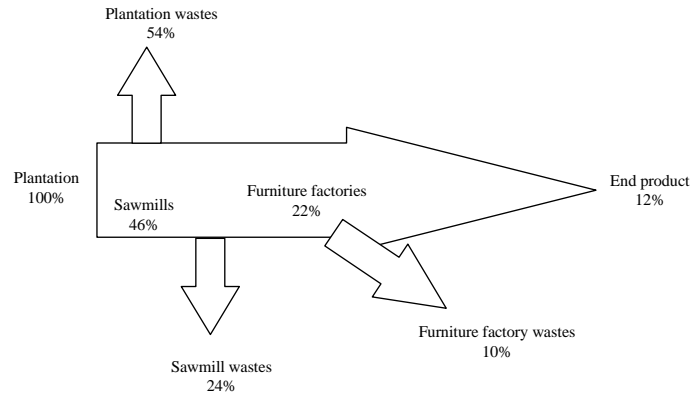 Plantation wastes
54%
Plantation
100%
Sawmills
46%
Furniture factories
22%
End product
12%
Furniture factory wastes
10%
Sawmill wastes
24%